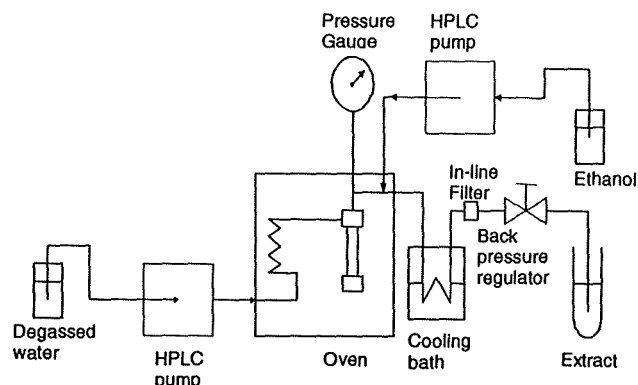 Pressure
Gauge
HPLC
pump
Ethanol
In-line
Filter
Back
pressure
regulator
Degassed
water
HPLC
pump
Oven
Cooling
bath
Extract